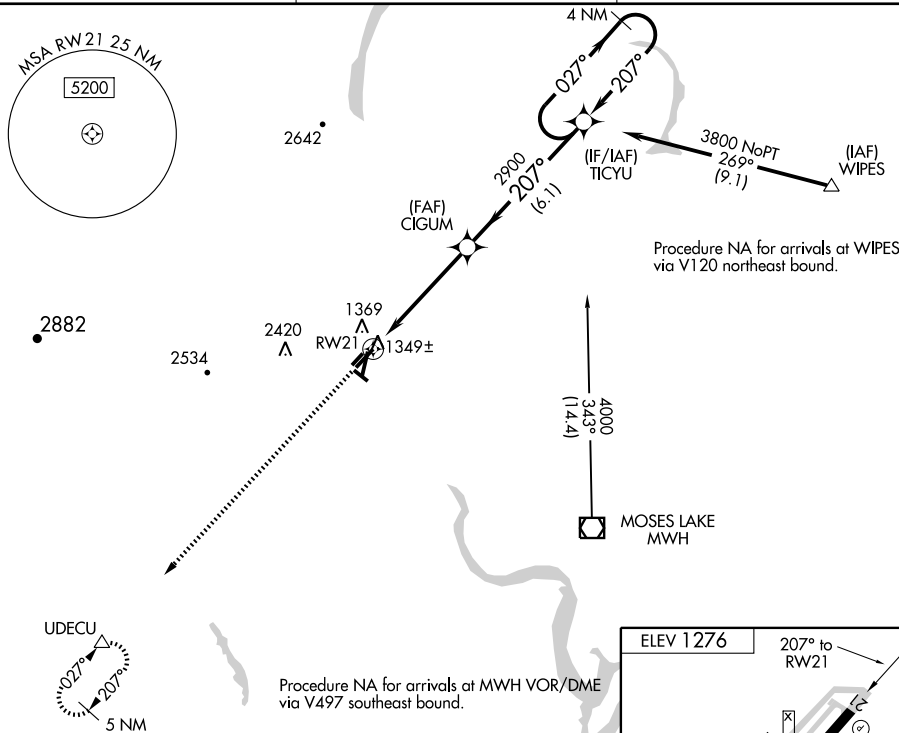 MSA RW21 25 NM
5200
4 NM
027°
207°
2642
(IF/IAF)
TICYU
3800 NoPT
269°
(9.1)
(IAF)
WIPES
2900
207°
(6.1)
(FAF)
CIGUM
Procedure NA for arrivals at WIPES
via V120 northeast bound.
2882
2534
2420
1369
RW21
1349±
4000
343°
(14.4)
MOSES LAKE
MWH
UDECU
027°
207°
5 NM
Procedure NA for arrivals at MWH VOR/DME
via V497 southeast bound.
ELEV 1276
207° to
RW21
21
X